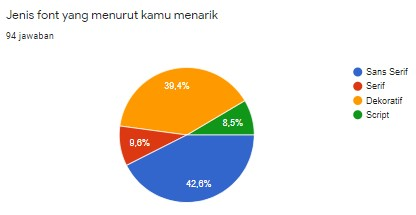 Jenis font yang menurut kamu menarik
94 jawaban
Sans Serif
Serif
Dekoratif
Script
39,4%
8,5%
9,6%
42,6%